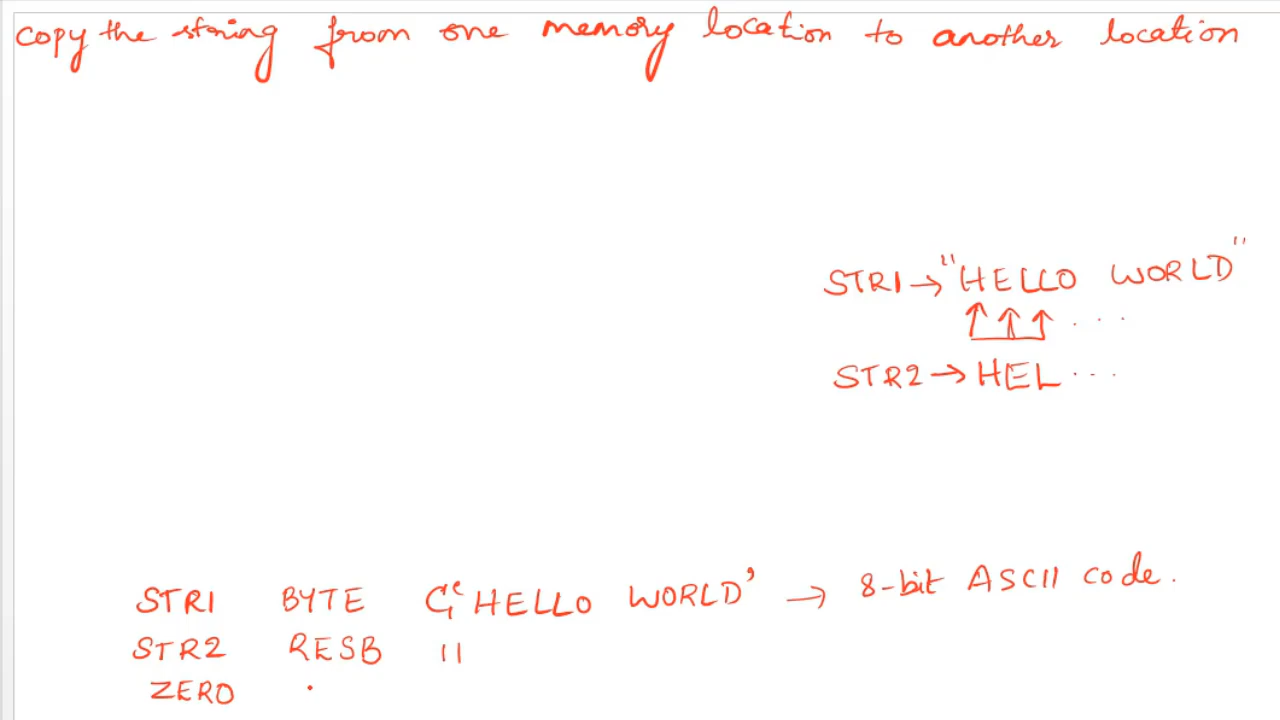 copy the string from one memory location to another location
STR1→"HELLO WORLD"
↑↑↑ . . . .
STR2→HEL . . .
STR1 BYTE C'HELLO WORLD' → 8-bit ASCII code.
STR2 RESB 11
ZERO